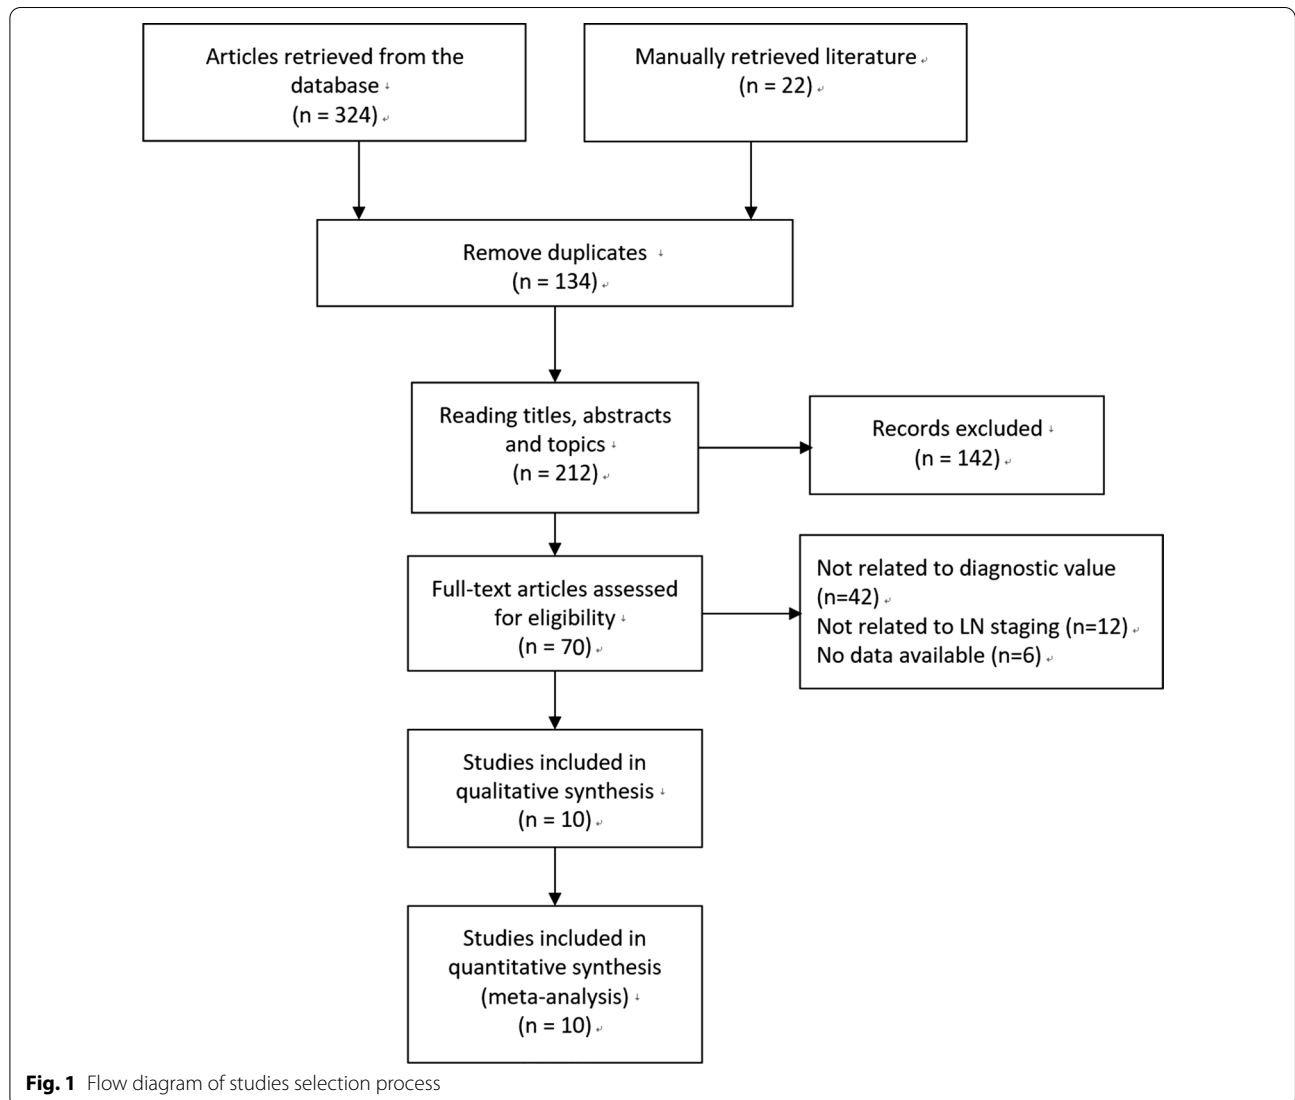 Articles retrieved from the
database
(n = 324)
Manually retrieved literature
(n = 22)
Remove duplicates
(n = 134)
Reading titles, abstracts
and topics
(n = 212)
Records excluded
(n = 142)
Full-text articles assessed
for eligibility
(n = 70)
Not related to diagnostic value
(n=42)
Not related to LN staging (n=12)
No data available (n=6)
Studies included in
qualitative synthesis
(n = 10)
Studies included in
quantitative synthesis
(meta-analysis)
(n = 10)
Fig. 1 Flow diagram of studies selection process